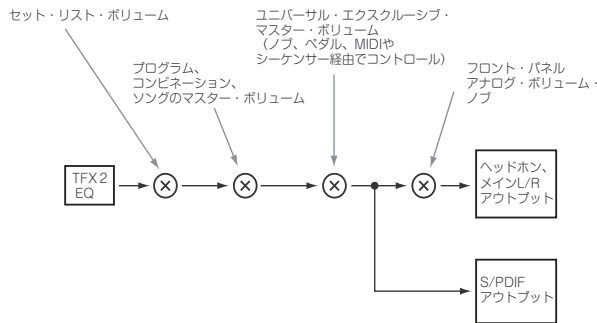 セット・リスト・ボリューム
プログラム、
コンビネーション、
ソングのマスター・ボリューム
ユニバーサル・エクスクルーシブ・
マスター・ボリューム
（ノブ、ペダル、MIDIや
シーケンサー経由でコントロール）
フロント・パネル
アナログ・ボリューム・
ノブ
TFX2
EQ
ヘッドホン、
メインL/R
アウトプット
S/PDIF
アウトプット